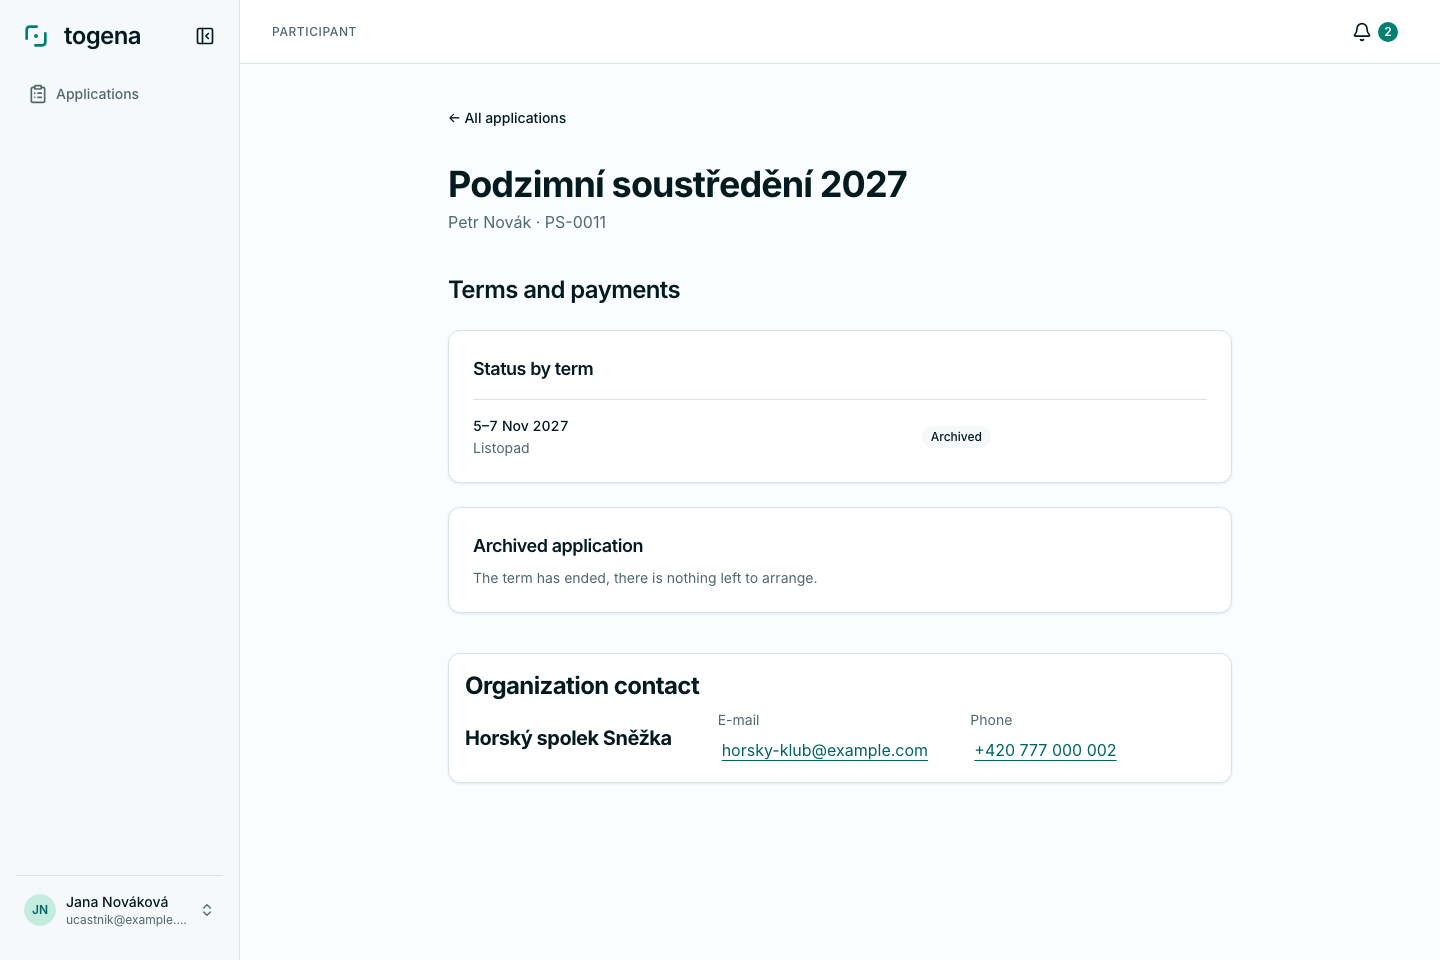 togena
Applications
PARTICIPANT
2
← All applications
Podzimní soustředění 2027
Petr Novák · PS-0011
Terms and payments
Status by term
5–7 Nov 2027
Listopad
Archived
Archived application
The term has ended, there is nothing left to arrange.
Organization contact
Horský spolek Sněžka
E-mail
horsky-klub@example.com
Phone
+420 777 000 002
JN
Jana Nováková
ucastnik@example....